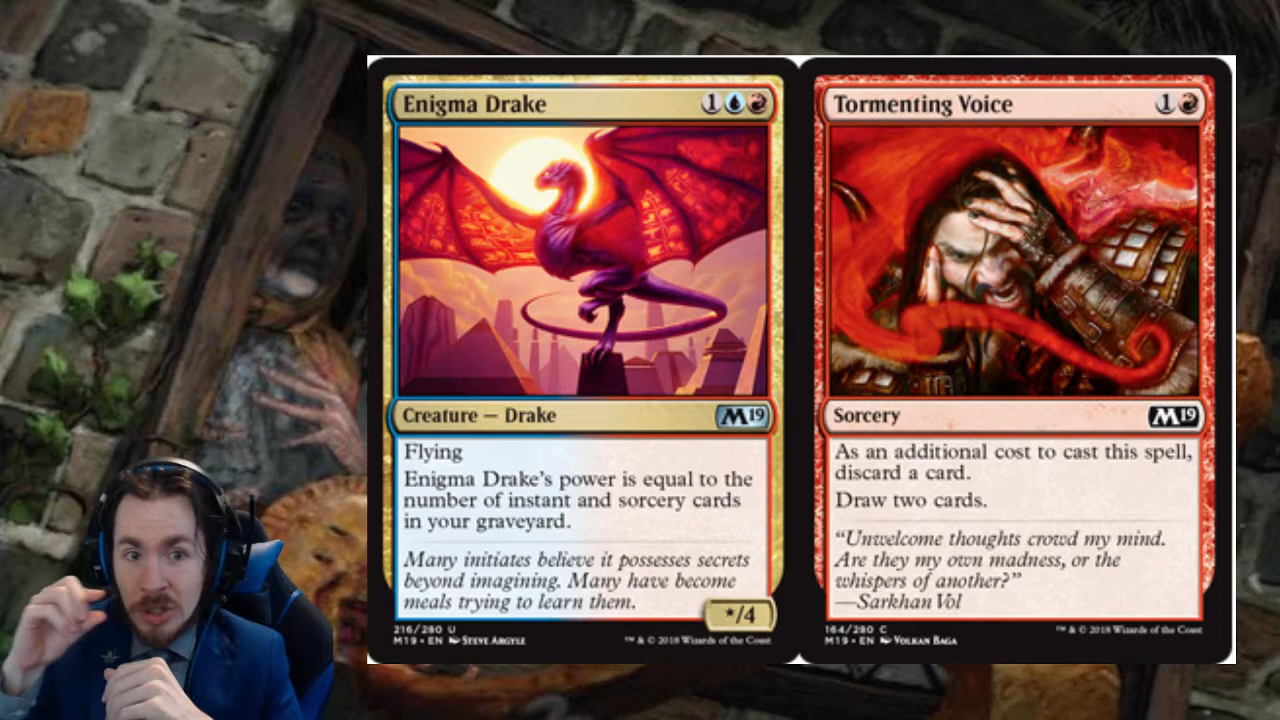 Enigma Drake 1
Creature — Drake M19
Flying
Enigma Drake's power is equal to the
number of instant and sorcery cards
in your graveyard.
Many initiates believe it possesses secrets
beyond imagining. Many have become
meals trying to learn them.
*/4
216/280 U
M19 • EN STEVE ARGYLE
™ & © 2018 Wizards of the Coast
Tormenting Voice 1
Sorcery M19
As an additional cost to cast this spell,
discard a card.
Draw two cards.
"Unwelcome thoughts crowd my mind.
Are they my own madness, or the
whispers of another?"
—Sarkhan Vol
164/280 C
M19 • EN VOLKAN BAGA
™ & © 2018 Wizards of the Coast